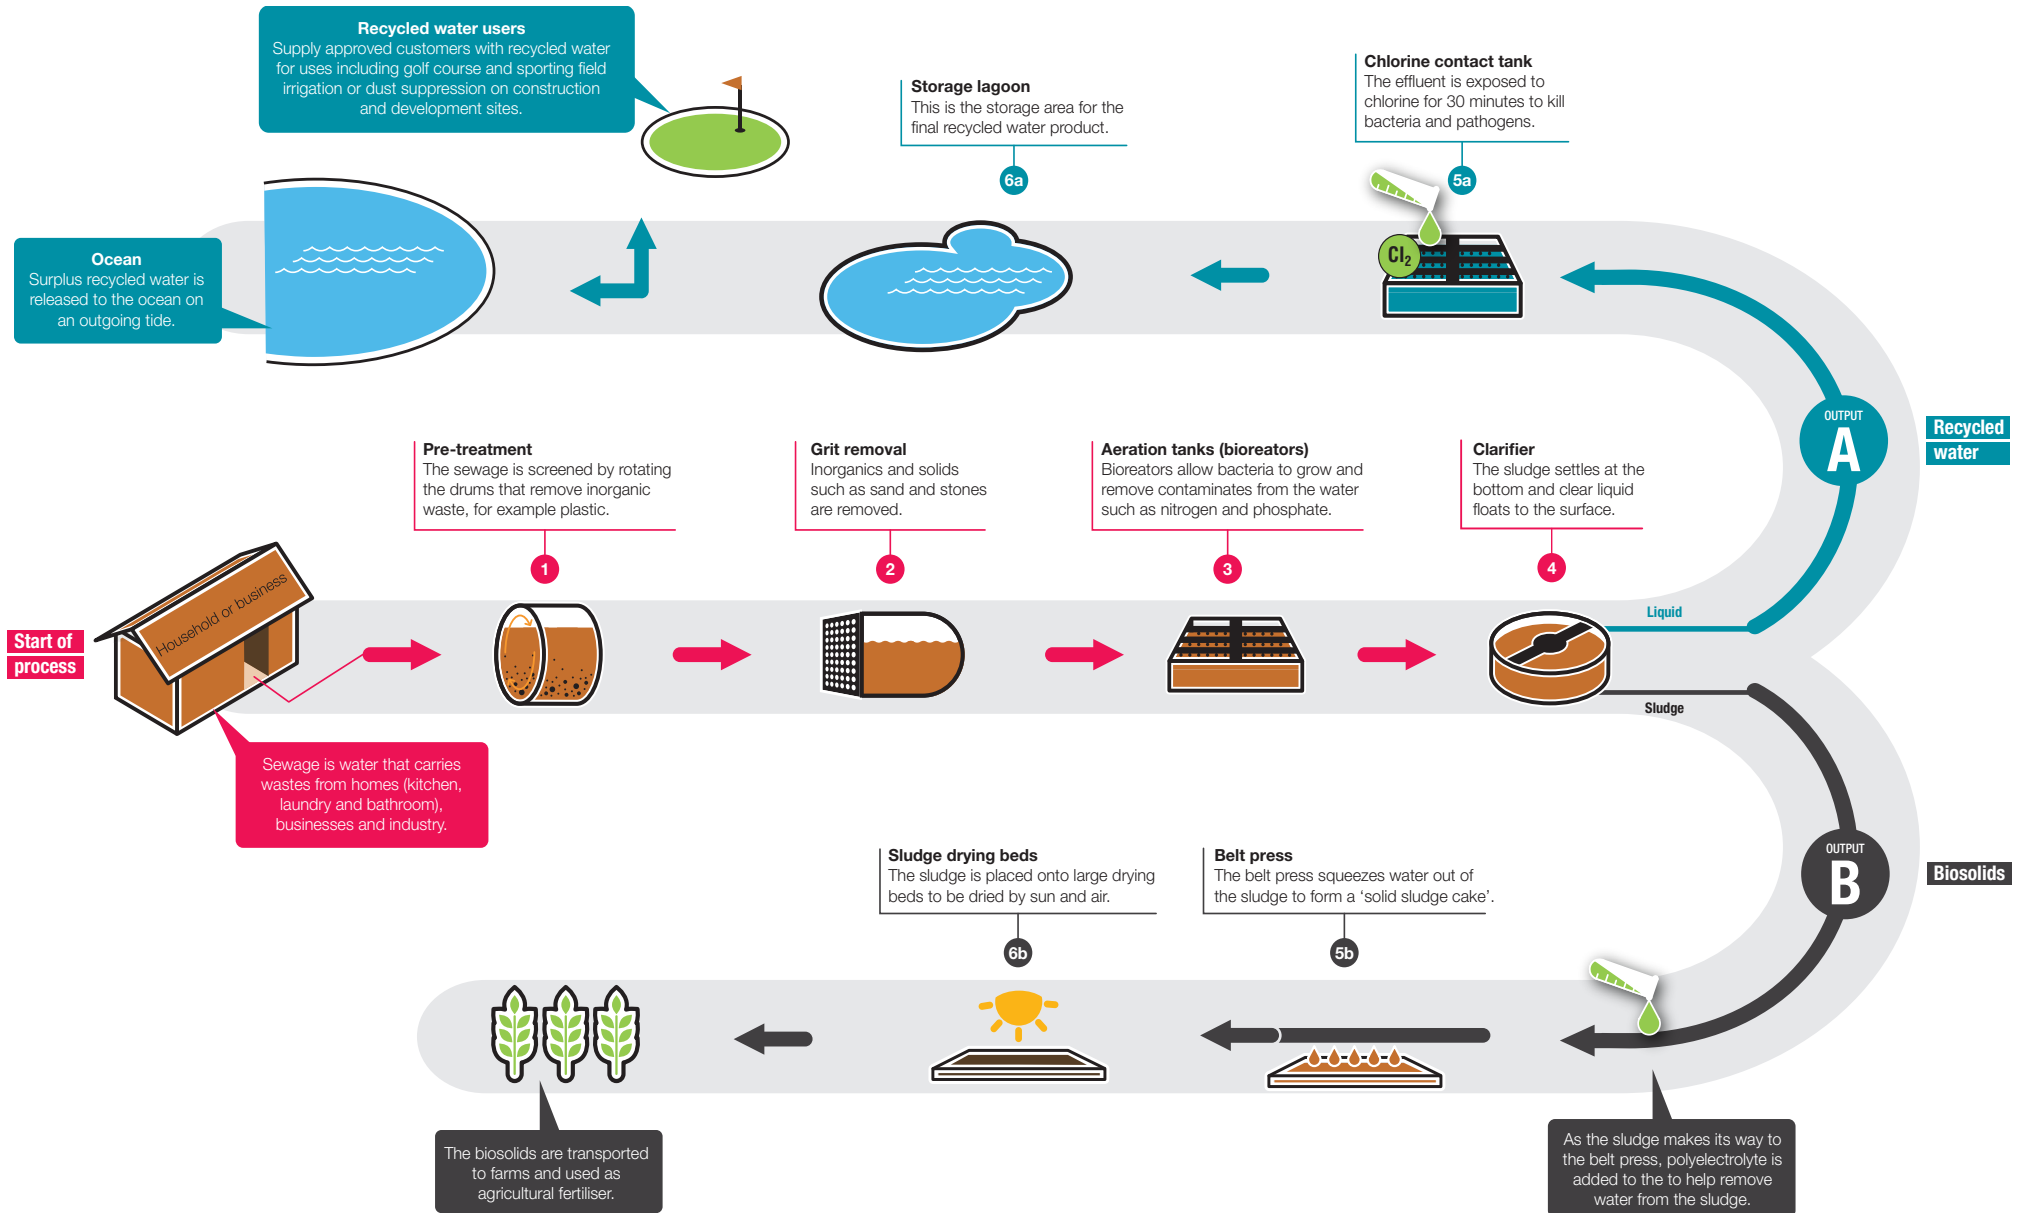 Recycled water users
Supply approved customers with recycled water
for uses including golf course and sporting field
irrigation or dust suppression on construction
and development sites.
Storage lagoon
This is the storage area for the
final recycled water product.
6a
Chlorine contact tank
The effluent is exposed to
chlorine for 30 minutes to kill
bacteria and pathogens.
5a
Cl₂
Ocean
Surplus recycled water is
released to the ocean on
an outgoing tide.
OUTPUT
A
Recycled
water
Pre-treatment
The sewage is screened by rotating
the drums that remove inorganic
waste, for example plastic.
1
Grit removal
Inorganics and solids
such as sand and stones
are removed.
2
Aeration tanks (bioreators)
Bioreators allow bacteria to grow and
remove contaminates from the water
such as nitrogen and phosphate.
3
Clarifier
The sludge settles at the
bottom and clear liquid
floats to the surface.
4
Start of
process
Household or business
Liquid
Sludge
Sewage is water that carries
wastes from homes (kitchen,
laundry and bathroom),
businesses and industry.
OUTPUT
B
Biosolids
Sludge drying beds
The sludge is placed onto large drying
beds to be dried by sun and air.
6b
Belt press
The belt press squeezes water out of
the sludge to form a ‘solid sludge cake’.
5b
The biosolids are transported
to farms and used as
agricultural fertiliser.
As the sludge makes its way to
the belt press, polyelectrolyte is
added to the to help remove
water from the sludge.